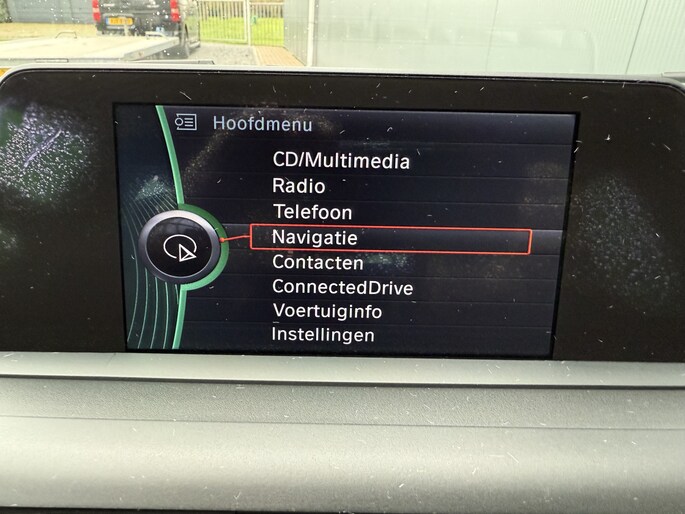 Hoofdmenu
CD/Multimedia
Radio
Telefoon
Navigatie
Contacten
ConnectedDrive
Voertuiginfo
Instellingen